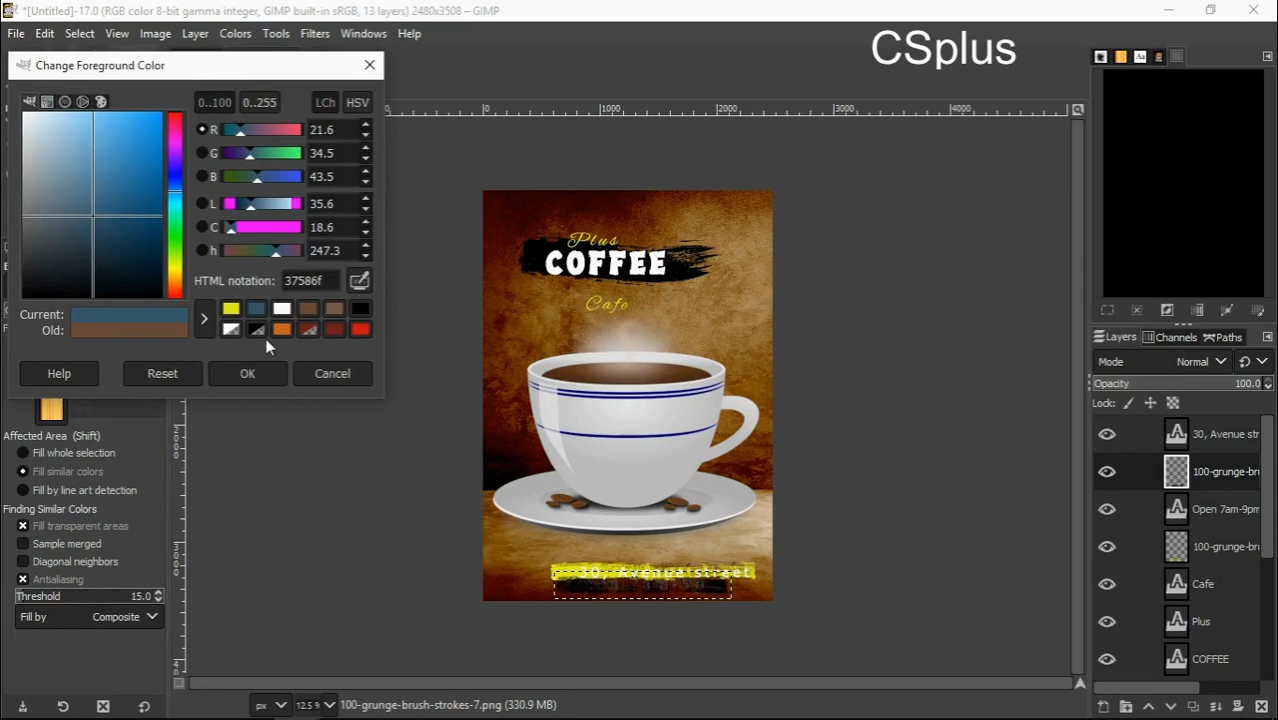 *[Untitled]-17.0 (RGB color 8-bit gamma integer, GIMP built-in sRGB, 13 layers) 2480x3508 – GIMP
File Edit Select View Image Layer Colors Tools Filters Windows Help
CSplus
Change Foreground Color
0..100 0..255 LCh HSV
R 21.6
G 34.5
B 43.5
L 35.6
C 18.6
h 247.3
HTML notation: 37586f
Current:
Old:
Help Reset OK Cancel
0 1000 2000 3000 4000
Plus
COFFEE
Cafe
30, Avenue street
Affected Area (Shift)
Fill whole selection
Fill similar colors
Fill by line art detection
Finding Similar Colors
Fill transparent areas
Sample merged
Diagonal neighbors
Antialiasing
Threshold 15.0
Fill by Composite
px 12.5 % 100-grunge-brush-strokes-7.png (330.9 MB)
Aa
Layers Channels Paths
Mode Normal
Opacity 100.0
Lock:
30, Avenue str
100-grunge-br
Open 7am-9pm
100-grunge-br
Cafe
Plus
COFFEE